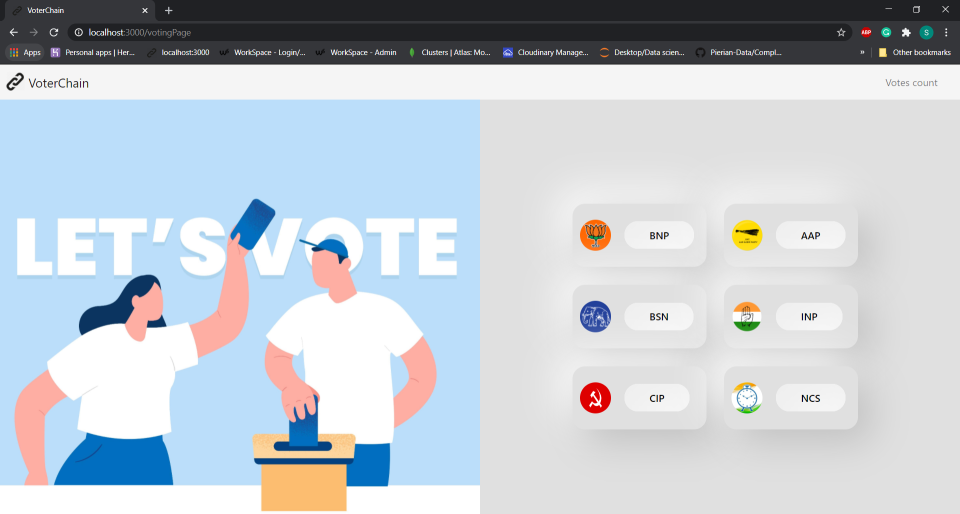 VoterChain
localhost:3000/votingPage
ABP
S
Apps
Personal apps | Her...
localhost:3000
WorkSpace - Login/...
WorkSpace - Admin
Clusters | Atlas: Mo...
Cloudinary Manage...
Desktop/Data scien...
Pierian-Data/Compl...
»
Other bookmarks
VoterChain
Votes count
LET'S VOTE
BNP
AAP
BSN
INP
CIP
NCS